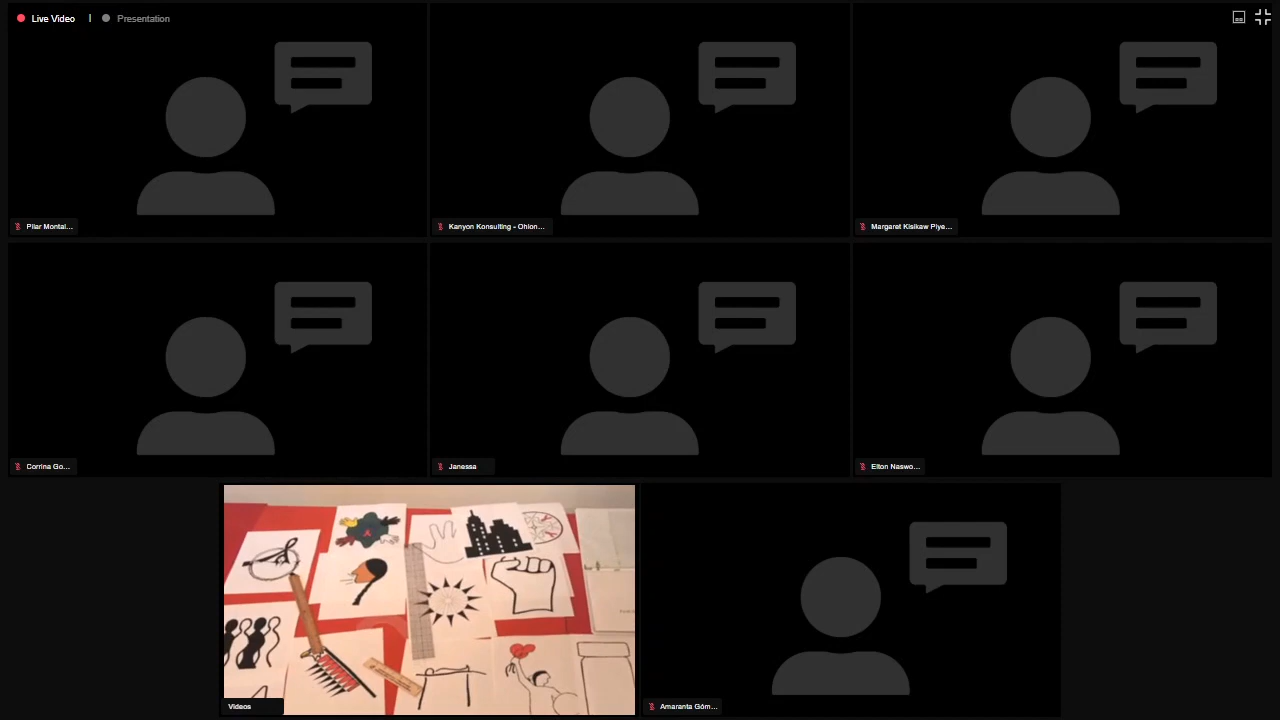 Live Video | Presentation
Pilar Montal...
Kanyon Konsulting - Ohlon...
Margaret Kisikaw Piye...
Corrina Go...
Janessa
Elton Naswo...
Videos
Amaranta Góm...